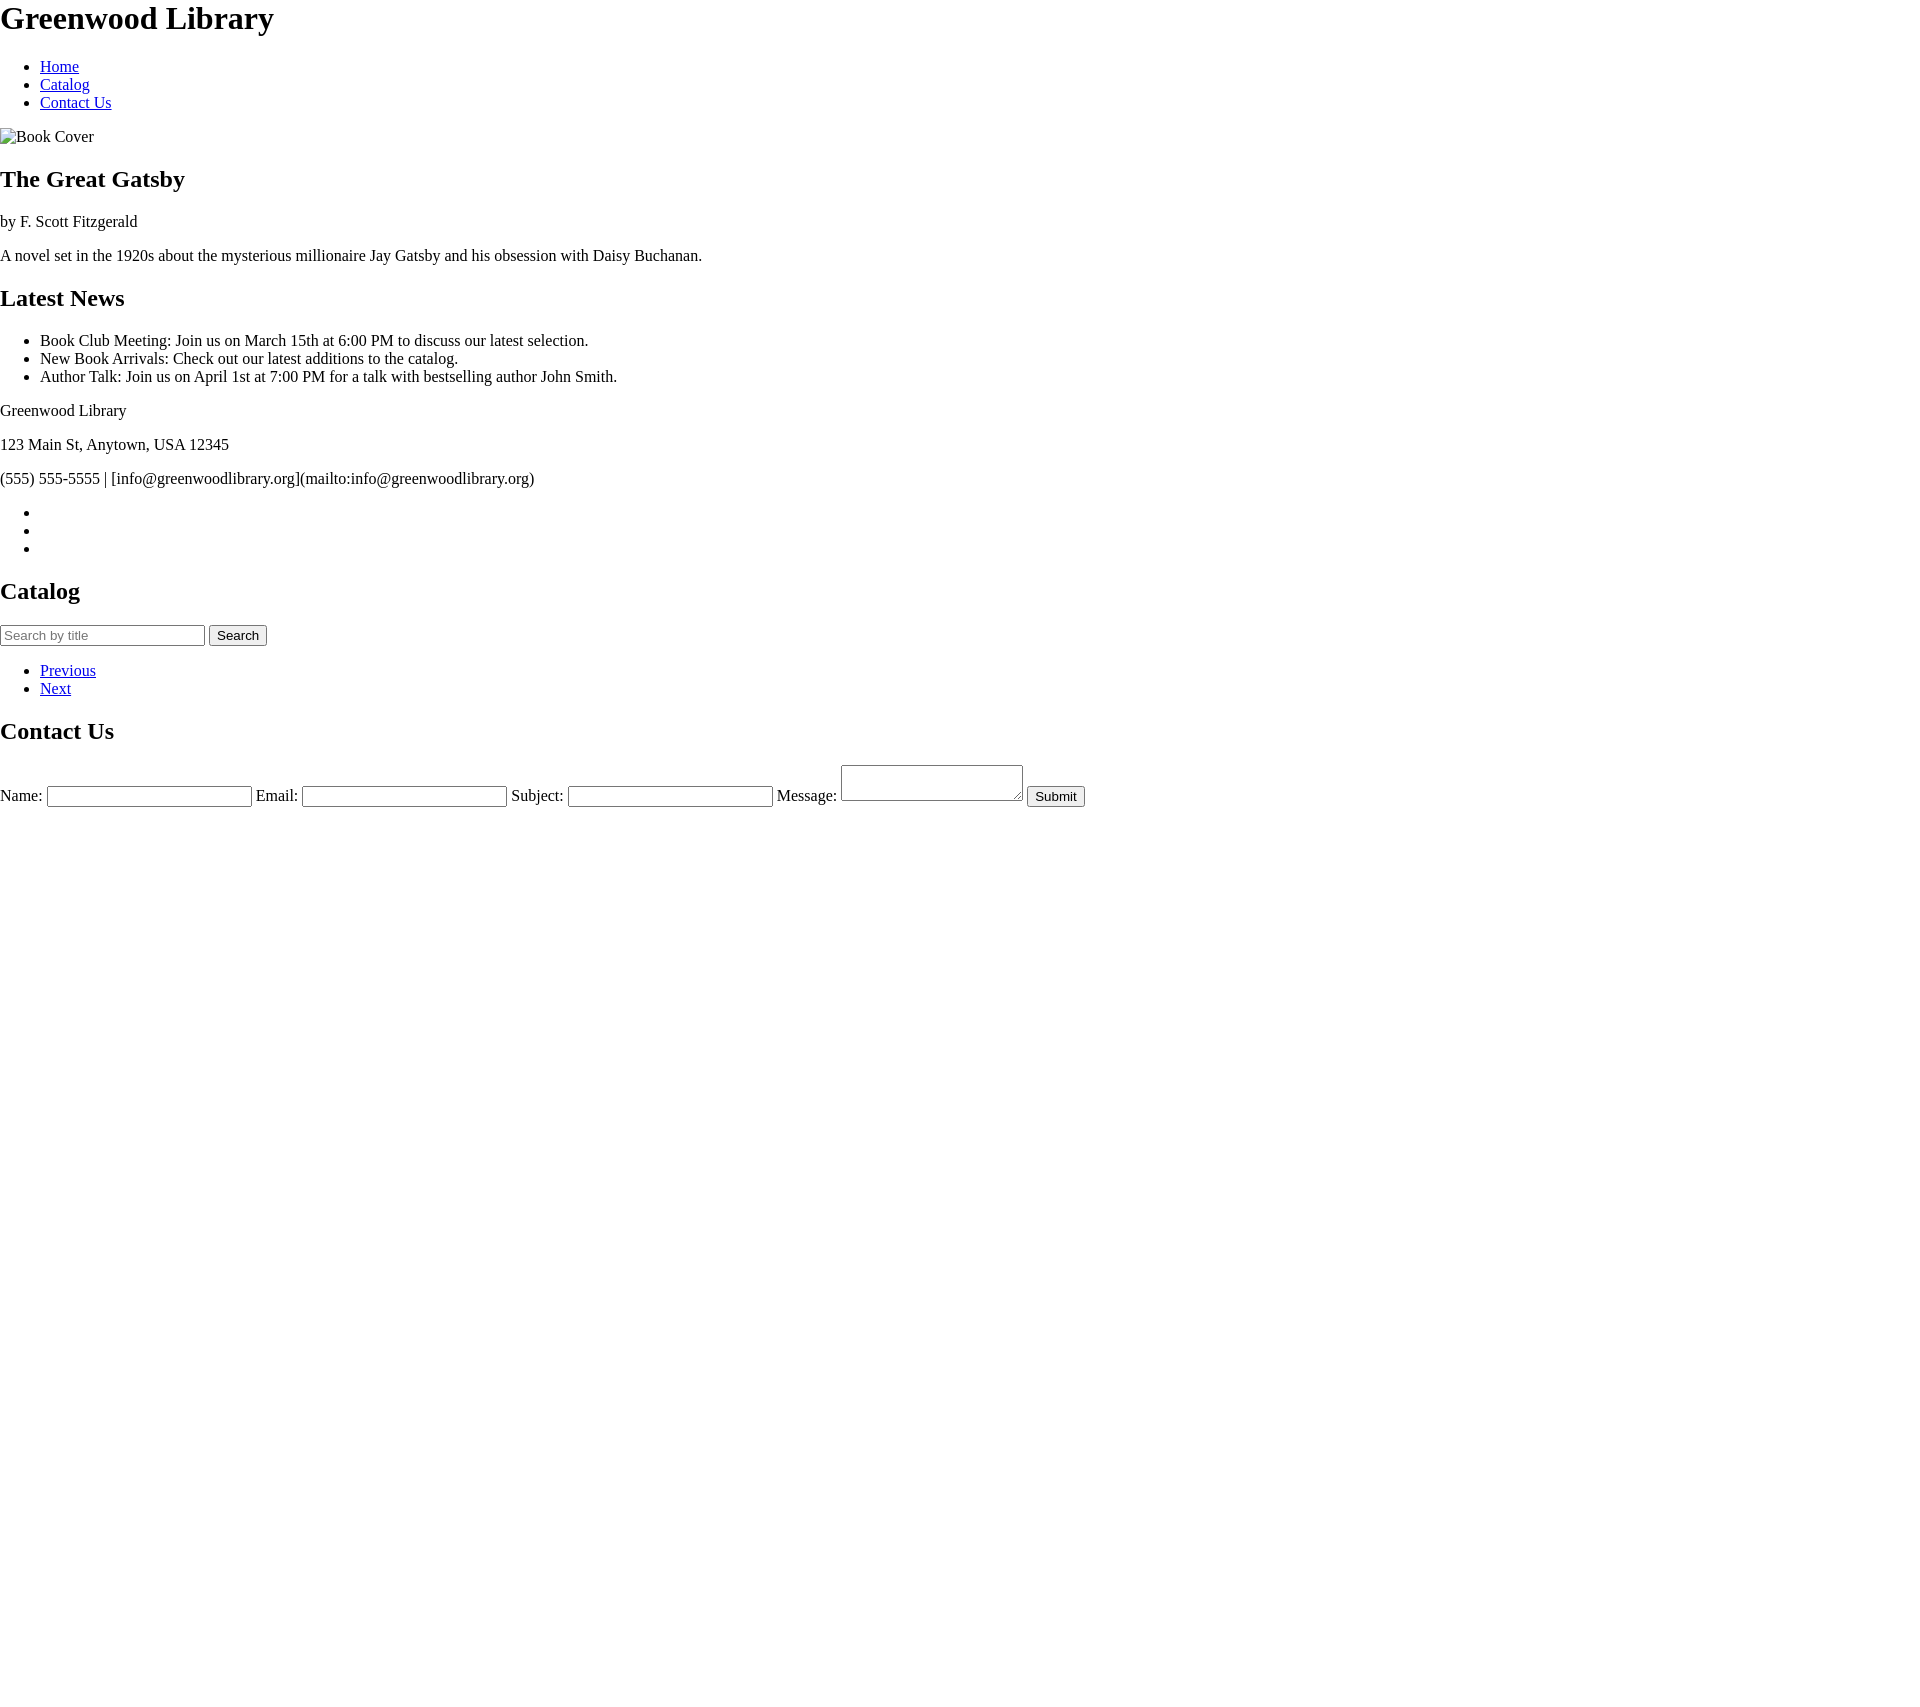 Greenwood Library
Home
Catalog
Contact Us
Book Cover
The Great Gatsby
by F. Scott Fitzgerald
A novel set in the 1920s about the mysterious millionaire Jay Gatsby and his obsession with Daisy Buchanan.
Latest News
Book Club Meeting: Join us on March 15th at 6:00 PM to discuss our latest selection.
New Book Arrivals: Check out our latest additions to the catalog.
Author Talk: Join us on April 1st at 7:00 PM for a talk with bestselling author John Smith.
Greenwood Library
123 Main St, Anytown, USA 12345
(555) 555-5555 | [info@greenwoodlibrary.org](mailto:info@greenwoodlibrary.org)
Catalog
Search by title Search
Previous
Next
Contact Us
Name: Email: Subject: Message: Submit